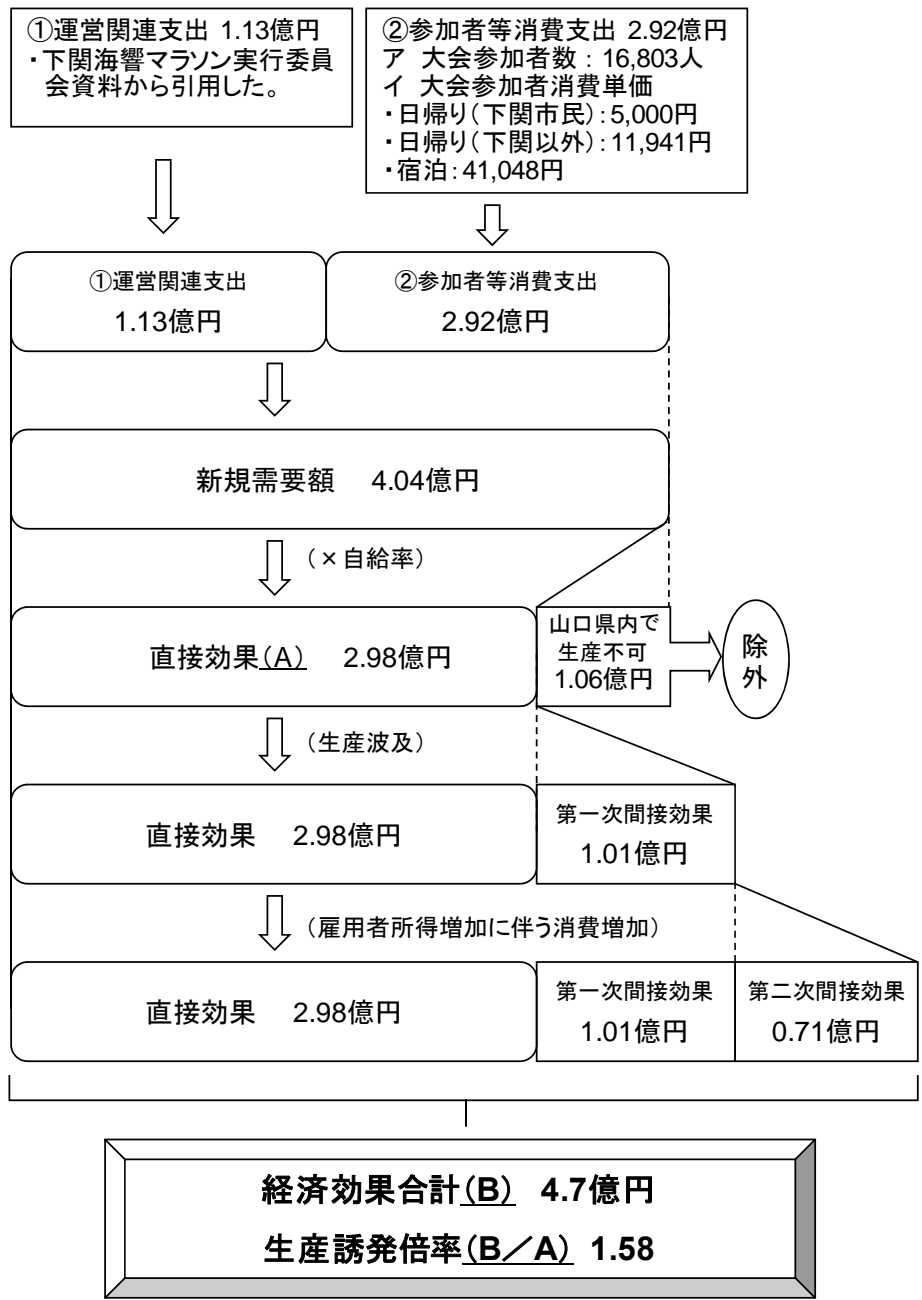 ①運営関連支出 1.13億円
・下関海響マラソン実行委員
会資料から引用した。
②参加者等消費支出 2.92億円
ア 大会参加者数：16,803人
イ 大会参加者消費単価
・日帰り（下関市民）：5,000円
・日帰り（下関以外）：11,941円
・宿泊：41,048円
①運営関連支出
1.13億円
②参加者等消費支出
2.92億円
新規需要額 4.04億円
（×自給率）
直接効果(A) 2.98億円
山口県内で
生産不可
1.06億円
除
外
（生産波及）
直接効果 2.98億円
第一次間接効果
1.01億円
（雇用者所得増加に伴う消費増加）
直接効果 2.98億円
第一次間接効果
1.01億円
第二次間接効果
0.71億円
経済効果合計(B) 4.7億円
生産誘発倍率(B／A) 1.58